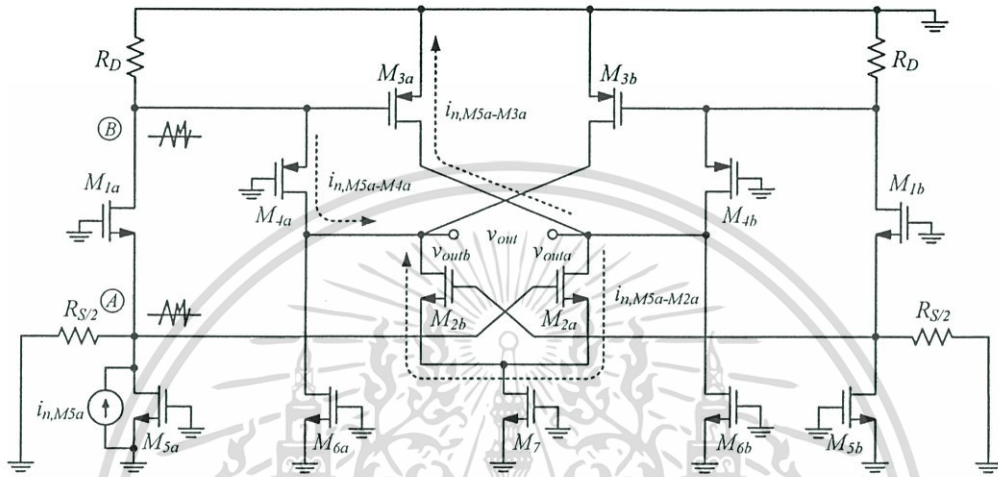 R_D
M_3a
M_3b
R_D
B
i_n,M5a-M3a
M_1a
i_n,M5a-M4a
M_4a
M_4b
M_1b
v_outb
v_out
v_outa
A
R_S/2
M_2b
M_2a
i_n,M5a-M2a
R_S/2
i_n,M5a
M_5a
M_6a
M_7
M_6b
M_5b